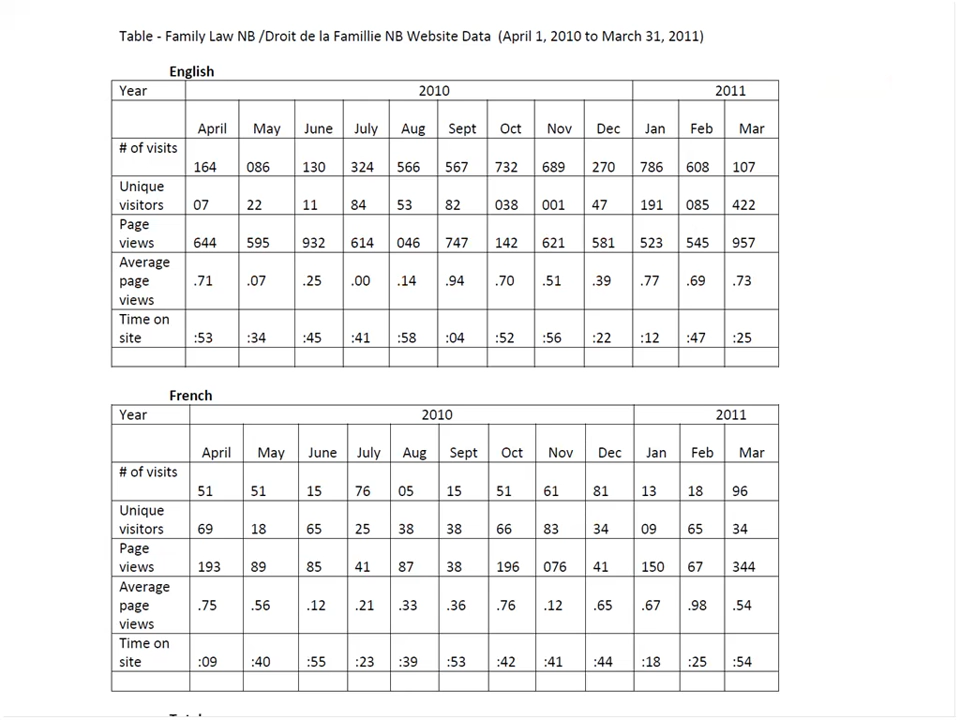 Table - Family Law NB /Droit de la Famillie NB Website Data (April 1, 2010 to March 31, 2011)
English
Year 2010 2011
April May June July Aug Sept Oct Nov Dec Jan Feb Mar
# of visits
164 086 130 324 566 567 732 689 270 786 608 107
Unique
visitors 07 22 11 84 53 82 038 001 47 191 085 422
Page
views 644 595 932 614 046 747 142 621 581 523 545 957
Average
page .71 .07 .25 .00 .14 .94 .70 .51 .39 .77 .69 .73
views
Time on
site :53 :34 :45 :41 :58 :04 :52 :56 :22 :12 :47 :25
French
Year 2010 2011
April May June July Aug Sept Oct Nov Dec Jan Feb Mar
# of visits
51 51 15 76 05 15 51 61 81 13 18 96
Unique
visitors 69 18 65 25 38 38 66 83 34 09 65 34
Page
views 193 89 85 41 87 38 196 076 41 150 67 344
Average
page .75 .56 .12 .21 .33 .36 .76 .12 .65 .67 .98 .54
views
Time on
site :09 :40 :55 :23 :39 :53 :42 :41 :44 :18 :25 :54